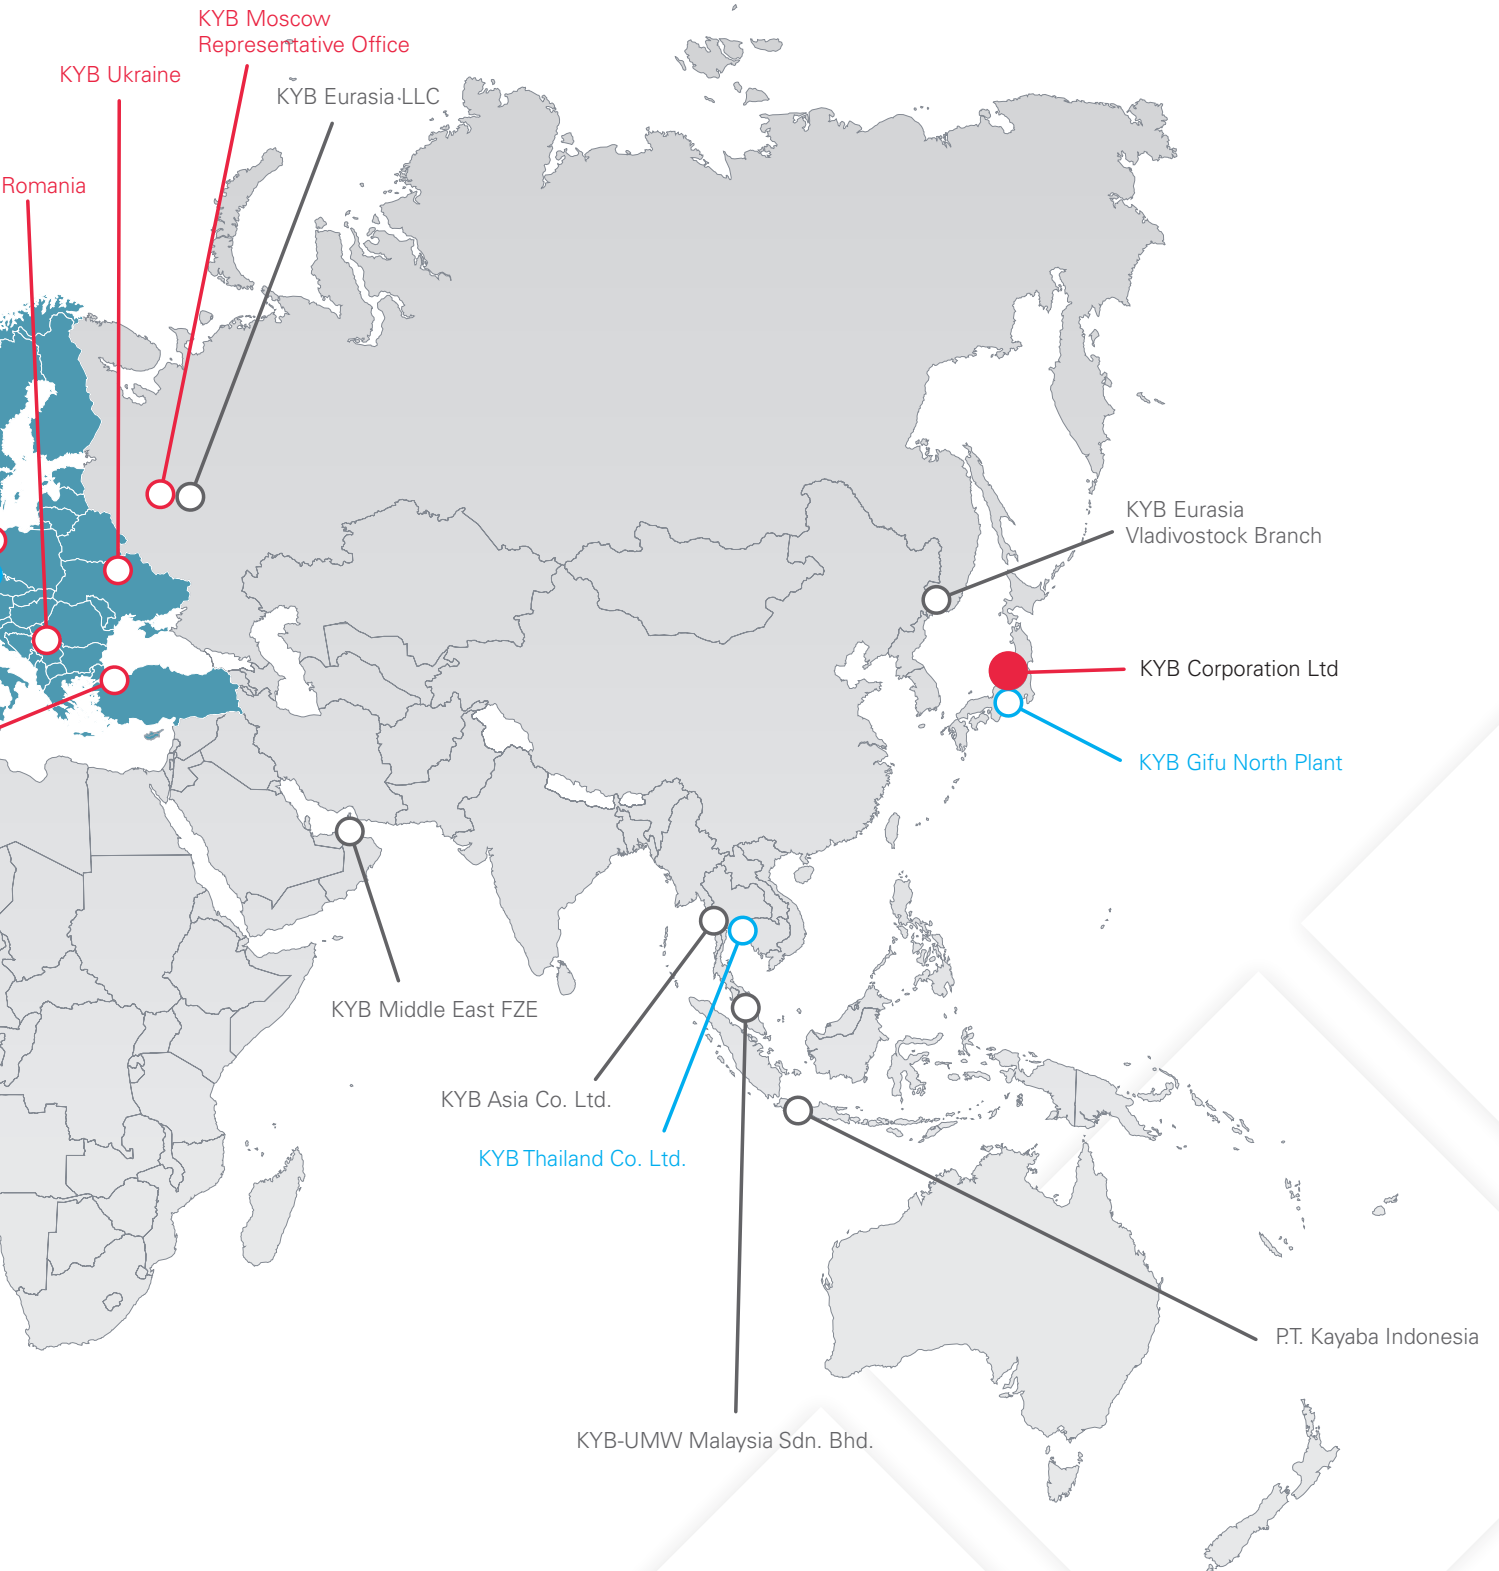 KYB Moscow
Representative Office
KYB Ukraine
KYB Eurasia LLC
Romania
KYB Eurasia
Vladivostock Branch
KYB Corporation Ltd
KYB Gifu North Plant
KYB Middle East FZE
KYB Asia Co. Ltd.
KYB Thailand Co. Ltd.
P.T. Kayaba Indonesia
KYB-UMW Malaysia Sdn. Bhd.